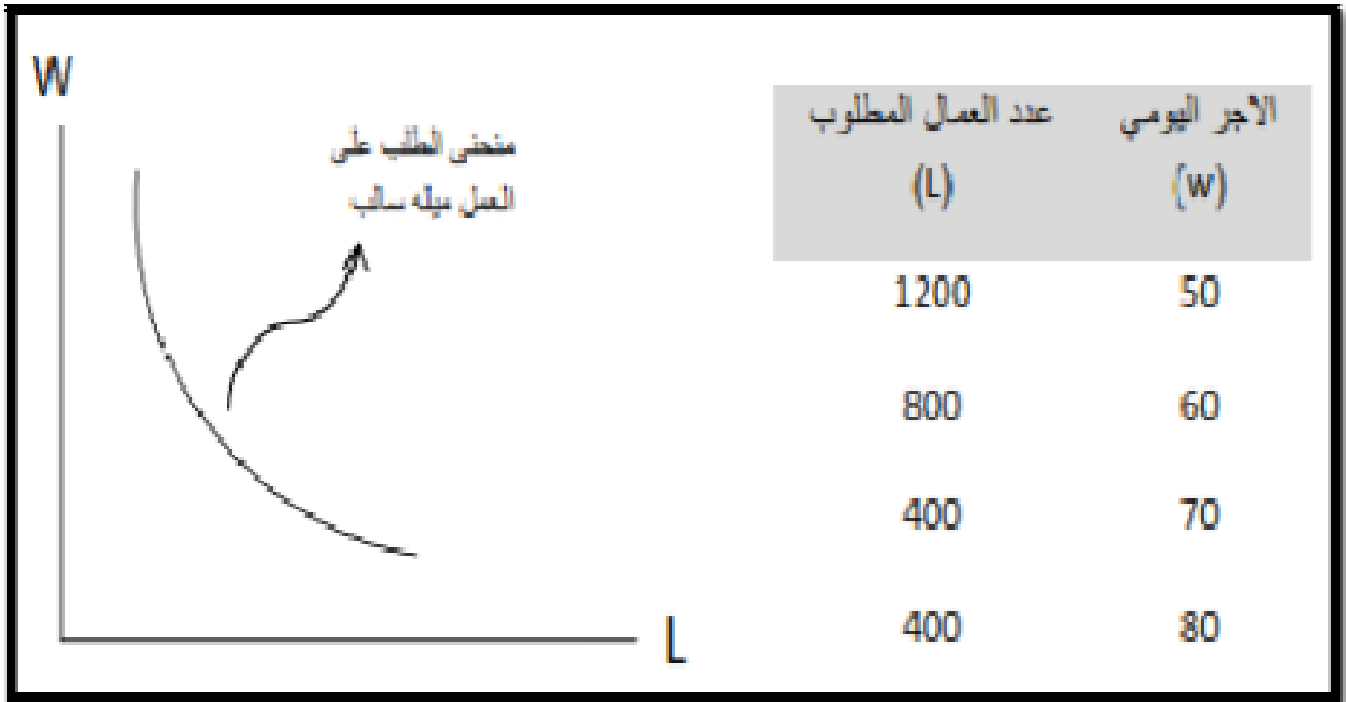 W
منحنى الطلب على
العمل ميله سالب
L
الاجر اليومي عدد العمال المطلوب
(w) (L)
50 1200
60 800
70 400
80 400